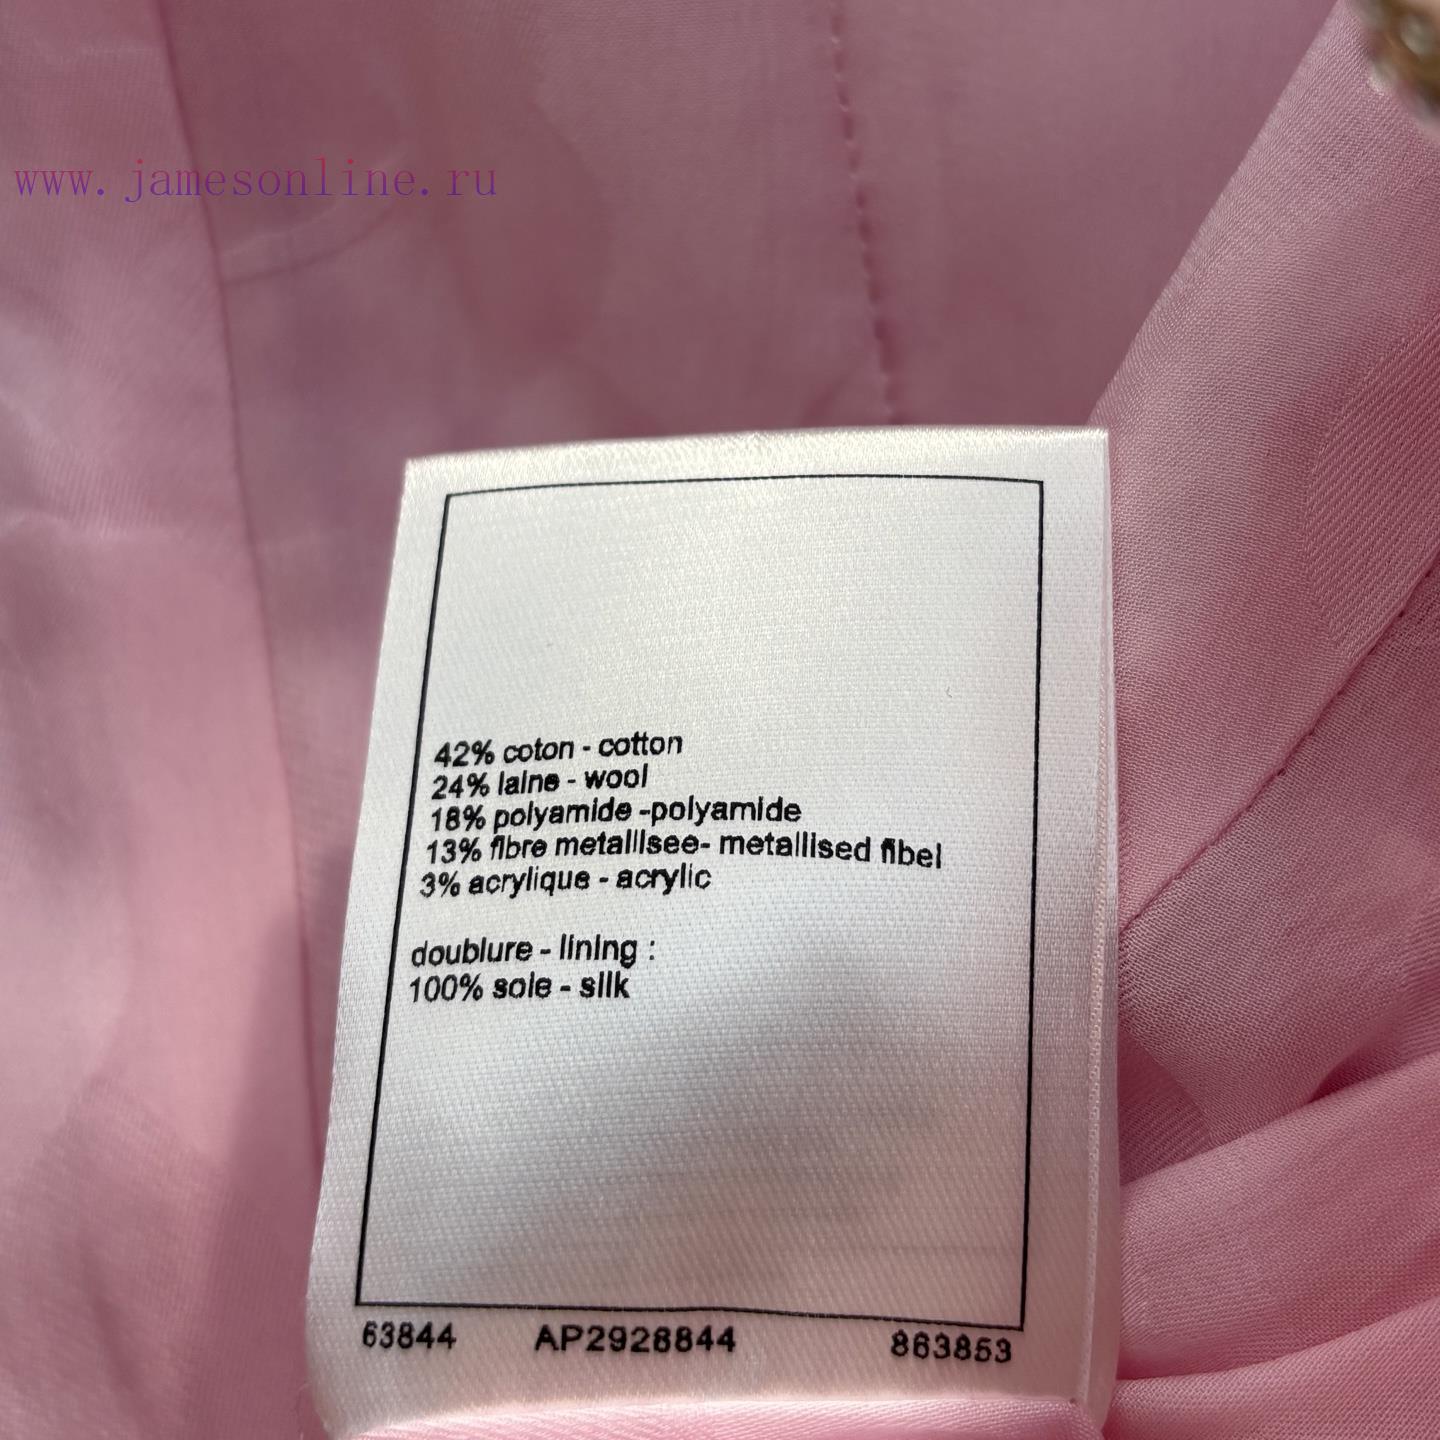 www.jamesonline.ru
42% coton - cotton
24% laine - wool
18% polyamide -polyamide
13% fibre metallisee- metallised fibel
3% acrylique - acrylic
doublure - lining :
100% soie - silk
63844 AP2928844 863853